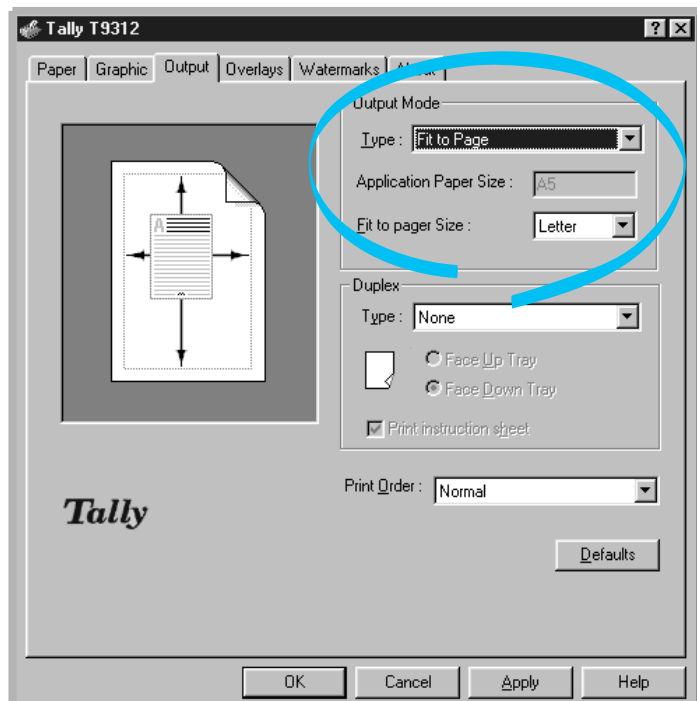 Tally T9312
Paper Graphic Output Overlays Watermarks
Output Mode
Type : Fit to Page
Application Paper Size : A5
Fit to pager Size : Letter
Duplex
Type : None
Face Up Tray
Face Down Tray
Print instruction sheet
Print Order : Normal
Tally
Defaults
OK Cancel Apply Help